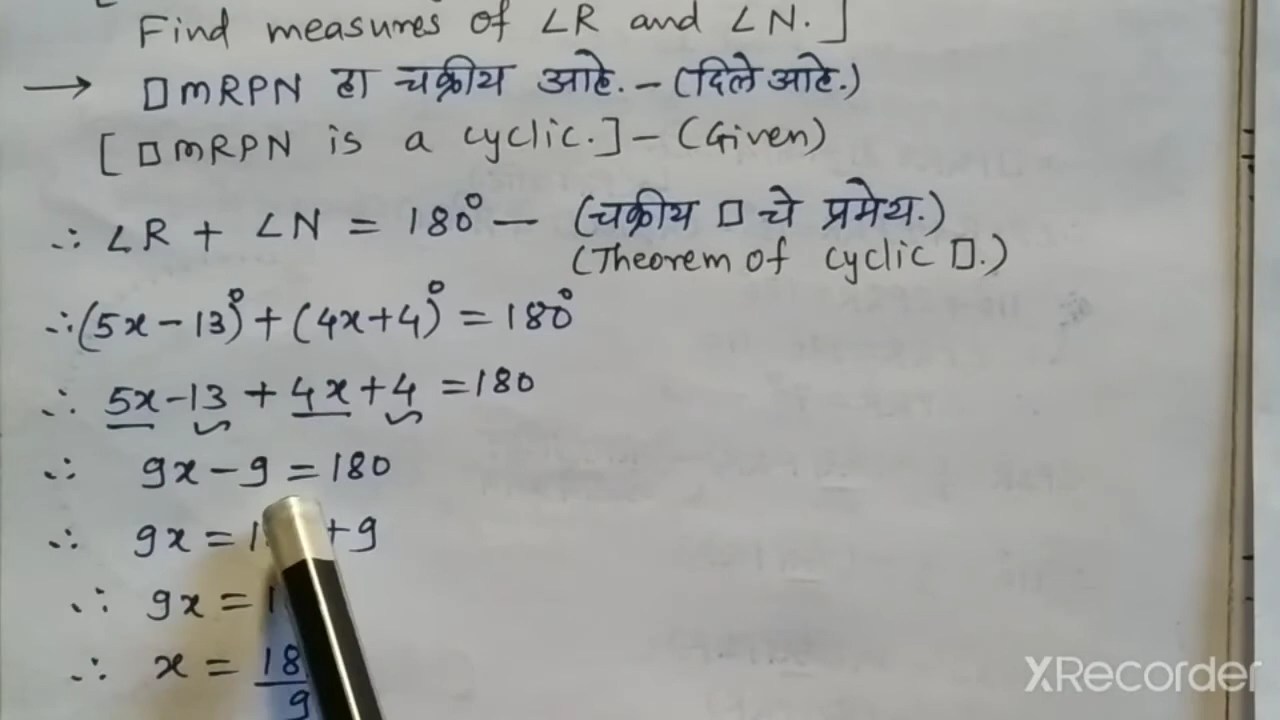 Find measures of ∠R and ∠N.]
→ □MRPN हा चक्रीय आहे. – (दिले आहे.)
[□MRPN is a cyclic.] – (Given)
∴ ∠R + ∠N = 180° – (चक्रीय □ चे प्रमेय.)
(Theorem of cyclic □.)
∴ (5x – 13)° + (4x + 4)° = 180°
∴ 5x – 13 + 4x + 4 = 180
∴ 9x – 9 = 180
∴ 9x = 1 + 9
∴ 9x = 1
∴ x = 18/9
XRecorder